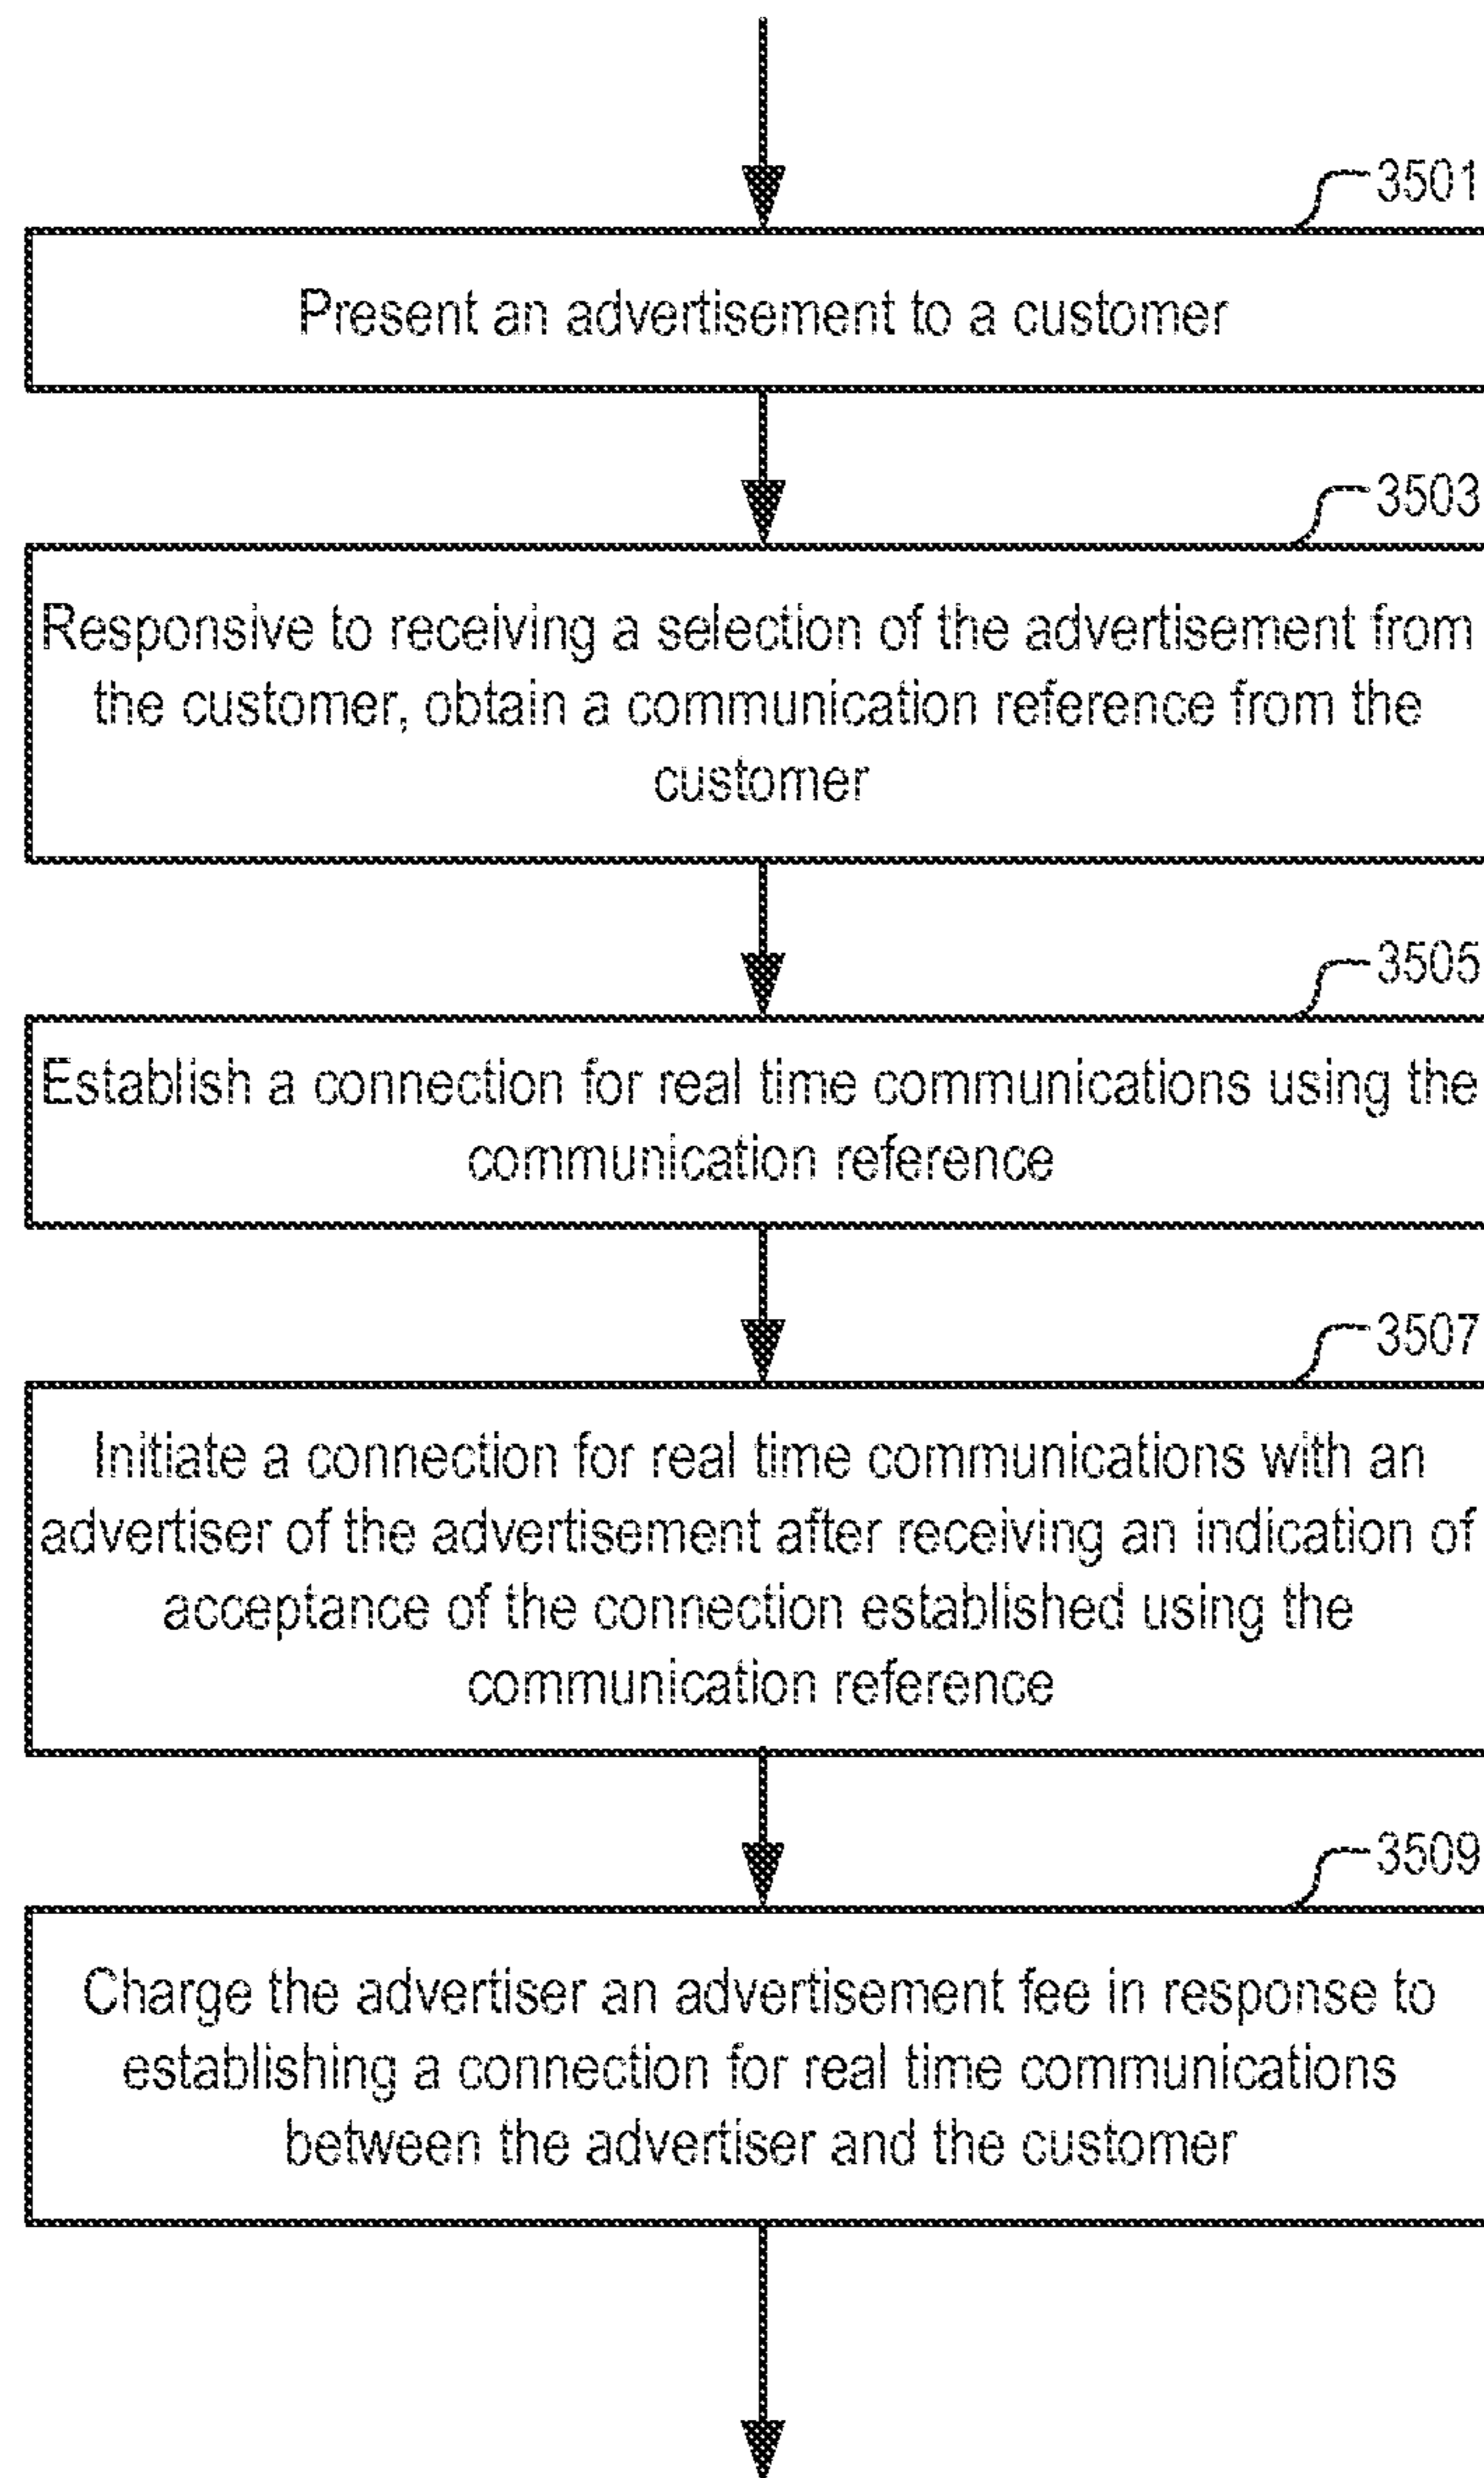 3501
Present an advertisement to a customer
3503
Responsive to receiving a selection of the advertisement from
the customer, obtain a communication reference from the
customer
3505
Establish a connection for real time communications using the
communication reference
3507
Initiate a connection for real time communications with an
advertiser of the advertisement after receiving an indication of
acceptance of the connection established using the
communication reference
3509
Charge the advertiser an advertisement fee in response to
establishing a connection for real time communications
between the advertiser and the customer